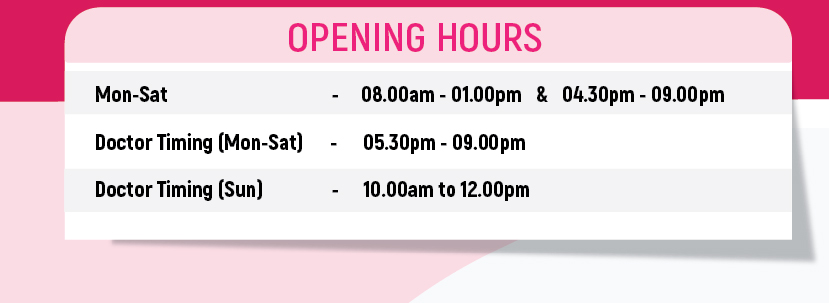 OPENING HOURS
Mon-Sat - 08.00am - 01.00pm & 04.30pm - 09.00pm
Doctor Timing (Mon-Sat) - 05.30pm - 09.00pm
Doctor Timing (Sun) - 10.00am to 12.00pm